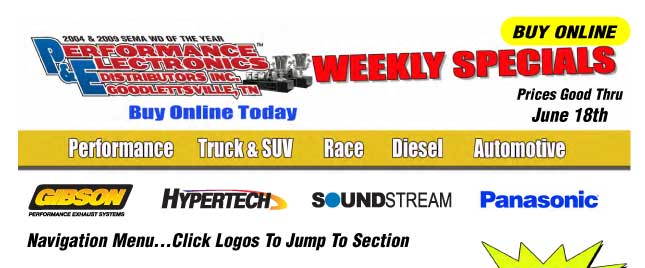 2004 & 2009 SEMA WD OF THE YEAR
PERFORMANCE
& ELECTRONICS
DISTRIBUTORS INC.
GOODLETTSVILLE, TN
Buy Online Today
WEEKLY SPECIALS
BUY ONLINE
Prices Good Thru
June 18th
Performance Truck & SUV Race Diesel Automotive
GIBSON
PERFORMANCE EXHAUST SYSTEMS
HYPERTECH
SOUNDSTREAM
Panasonic
Navigation Menu...Click Logos To Jump To Section